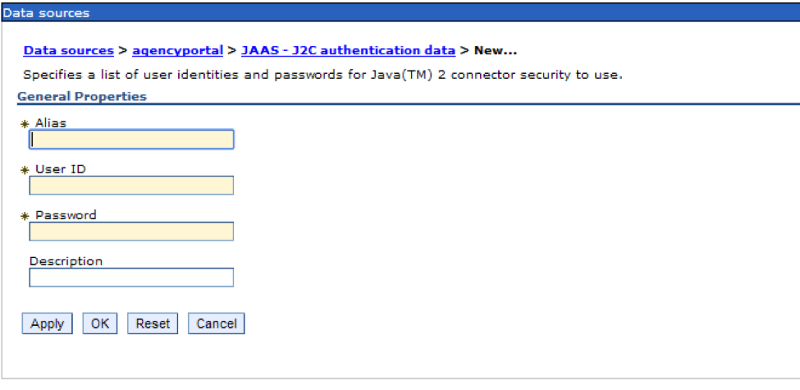 Data sources
Data sources > agencyportal > JAAS - J2C authentication data > New...
Specifies a list of user identities and passwords for Java(TM) 2 connector security to use.
General Properties
* Alias
* User ID
* Password
Description
Apply OK Reset Cancel